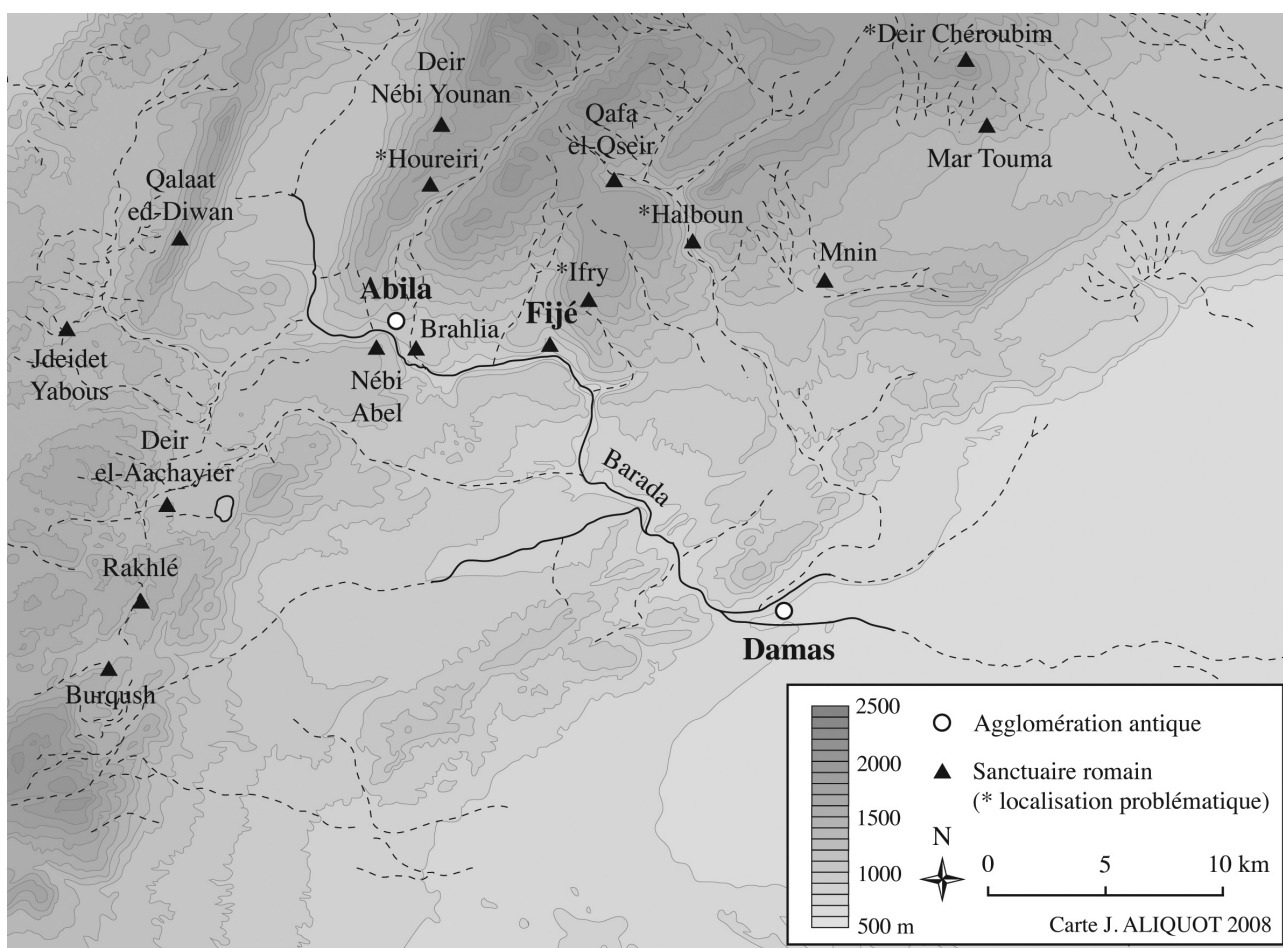 *Deir Chéroubim
Deir
Nébi Younan
Qafa
el-Qseir
Mar Touma
*Houreiri
Qalaat
ed-Diwan
*Halboun
Mnin
*Ifry
Abila
Fijé
Brahlia
Jdeidet
Yabous
Nébi
Abel
Deir
el-Aachayier
Barada
Rakhlé
Damas
Burqush
2500
2000
1500
1000
500 m
Agglomération antique
Sanctuaire romain
(* localisation problématique)
N
0 5 10 km
Carte J. ALIQUOT 2008